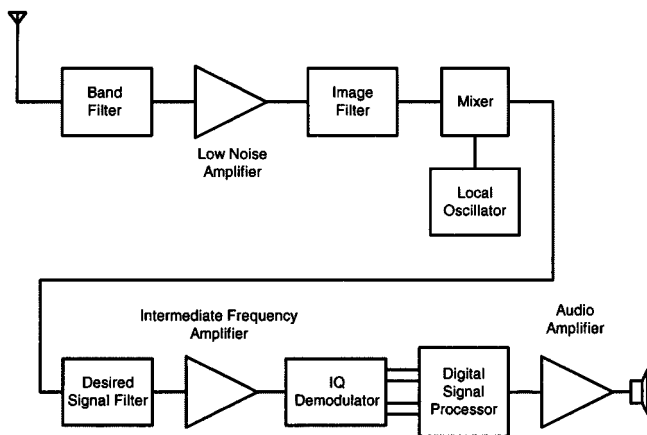 Band
Filter
Low Noise
Amplifier
Image
Filter
Mixer
Local
Oscillator
Desired
Signal Filter
Intermediate Frequency
Amplifier
IQ
Demodulator
Digital
Signal
Processor
Audio
Amplifier